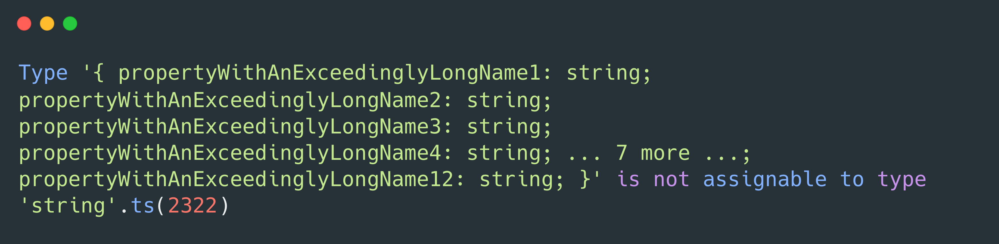 Type '{ propertyWithAnExceedinglyLongName1: string;
propertyWithAnExceedinglyLongName2: string;
propertyWithAnExceedinglyLongName3: string;
propertyWithAnExceedinglyLongName4: string; ... 7 more ...;
propertyWithAnExceedinglyLongName12: string; }' is not assignable to type
'string'.ts(2322)